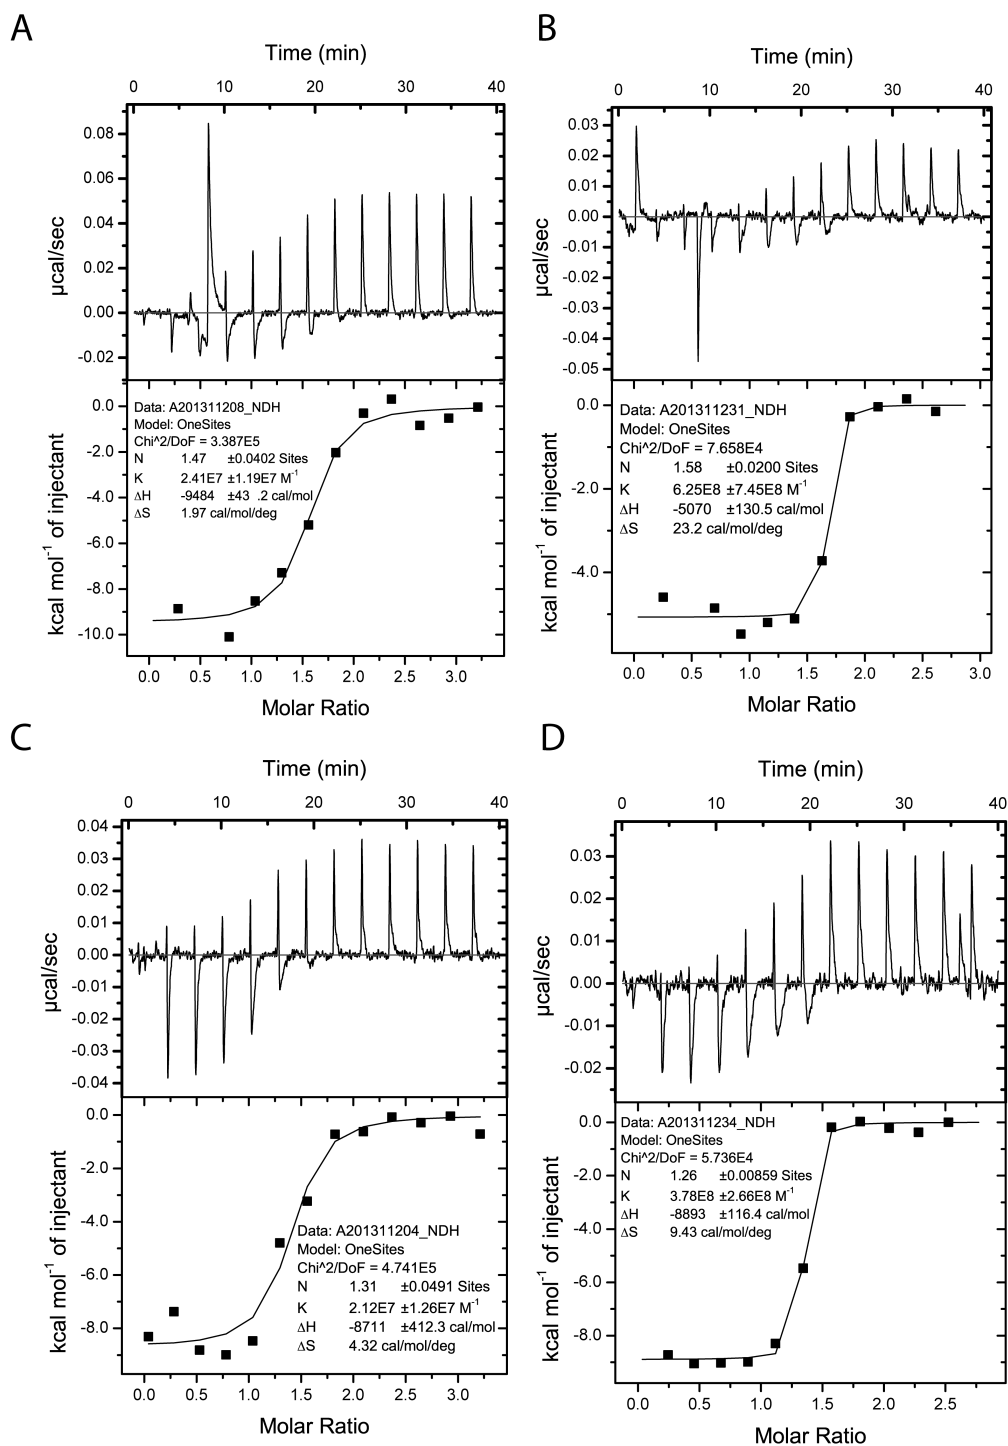 A
Time (min)
0 10 20 30 40
0.08
0.06
0.04
0.02
0.00
-0.02
µcal/sec
0.0
-2.0
-4.0
-6.0
-8.0
-10.0
kcal mol⁻¹ of injectant
Data: A201311208_NDH
Model: OneSites
Chi^2/DoF = 3.387E5
N 1.47 ±0.0402 Sites
K 2.41E7 ±1.19E7 M⁻¹
ΔH -9484 ±43 .2 cal/mol
ΔS 1.97 cal/mol/deg
0.0 0.5 1.0 1.5 2.0 2.5 3.0
Molar Ratio
B
Time (min)
0 10 20 30 40
0.03
0.02
0.01
0.00
-0.01
-0.02
-0.03
-0.04
-0.05
µcal/sec
0.0
-2.0
-4.0
kcal mol⁻¹ of injectant
Data: A201311231_NDH
Model: OneSites
Chi^2/DoF = 7.658E4
N 1.58 ±0.0200 Sites
K 6.25E8 ±7.45E8 M⁻¹
ΔH -5070 ±130.5 cal/mol
ΔS 23.2 cal/mol/deg
0.0 0.5 1.0 1.5 2.0 2.5 3.0
Molar Ratio
C
Time (min)
0 10 20 30 40
0.04
0.03
0.02
0.01
0.00
-0.01
-0.02
-0.03
-0.04
µcal/sec
0.0
-2.0
-4.0
-6.0
-8.0
kcal mol⁻¹ of injectant
Data: A201311204_NDH
Model: OneSites
Chi^2/DoF = 4.741E5
N 1.31 ±0.0491 Sites
K 2.12E7 ±1.26E7 M⁻¹
ΔH -8711 ±412.3 cal/mol
ΔS 4.32 cal/mol/deg
0.0 0.5 1.0 1.5 2.0 2.5 3.0
Molar Ratio
D
Time (min)
0 10 20 30 40
0.03
0.02
0.01
0.00
-0.01
-0.02
µcal/sec
0.0
-2.0
-4.0
-6.0
-8.0
kcal mol⁻¹ of injectant
Data: A201311234_NDH
Model: OneSites
Chi^2/DoF = 5.736E4
N 1.26 ±0.00859 Sites
K 3.78E8 ±2.66E8 M⁻¹
ΔH -8893 ±116.4 cal/mol
ΔS 9.43 cal/mol/deg
0.0 0.5 1.0 1.5 2.0 2.5
Molar Ratio